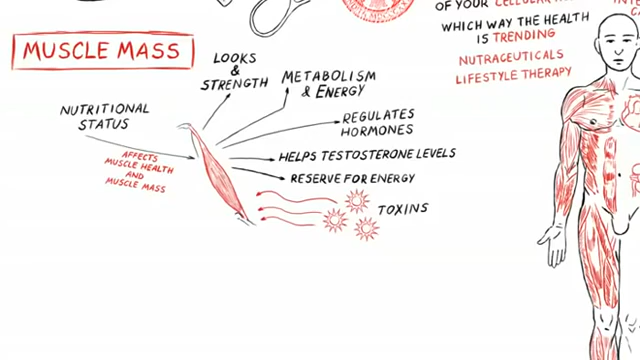 MUSCLE MASS
LOOKS
&
STRENGTH
METABOLISM
& ENERGY
NUTRITIONAL
STATUS
AFFECTS
MUSCLE HEALTH
AND
MUSCLE MASS
REGULATES
HORMONES
HELPS TESTOSTERONE LEVELS
RESERVE FOR ENERGY
TOXINS
OF YOUR CELLULAR
WHICH WAY THE HEALTH
IS TRENDING
NUTRACEUTICALS
LIFESTYLE THERAPY